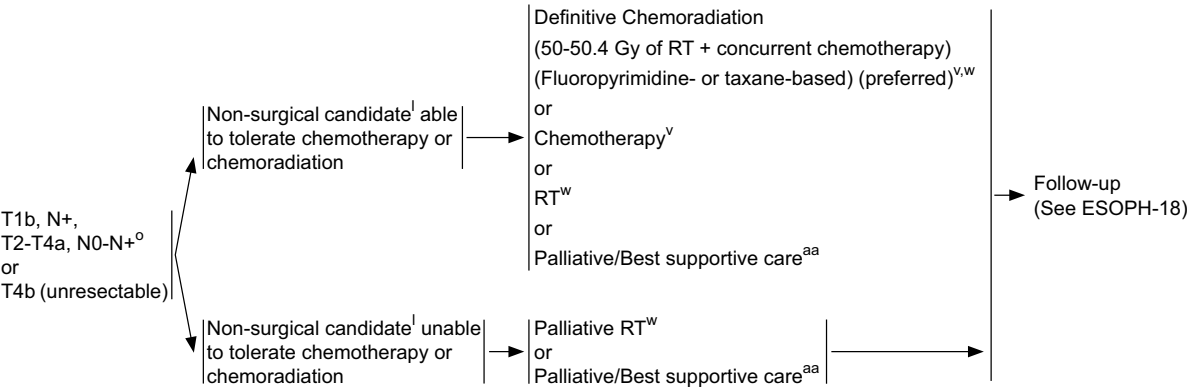 T1b, N+,
T2-T4a, N0-N+ᵒ
or
T4b (unresectable)
Non-surgical candidateˡ able
to tolerate chemotherapy or
chemoradiation
Definitive Chemoradiation
(50-50.4 Gy of RT + concurrent chemotherapy)
(Fluoropyrimidine- or taxane-based) (preferred)ᵛ,ʷ
or
Chemotherapyᵛ
or
RTʷ
or
Palliative/Best supportive careᵃᵃ
Non-surgical candidateˡ unable
to tolerate chemotherapy or
chemoradiation
Palliative RTʷ
or
Palliative/Best supportive careᵃᵃ
Follow-up
(See ESOPH-18)